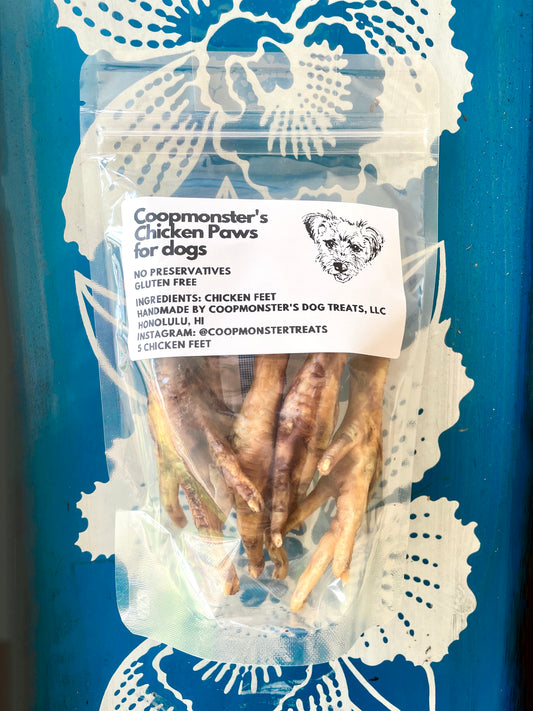 Coopmonster's
Chicken Paws
for dogs
NO PRESERVATIVES
GLUTEN FREE
INGREDIENTS: CHICKEN FEET
HANDMADE BY COOPMONSTER'S DOG TREATS, LLC
HONOLULU, HI
INSTAGRAM: @COOPMONSTERTREATS
5 CHICKEN FEET